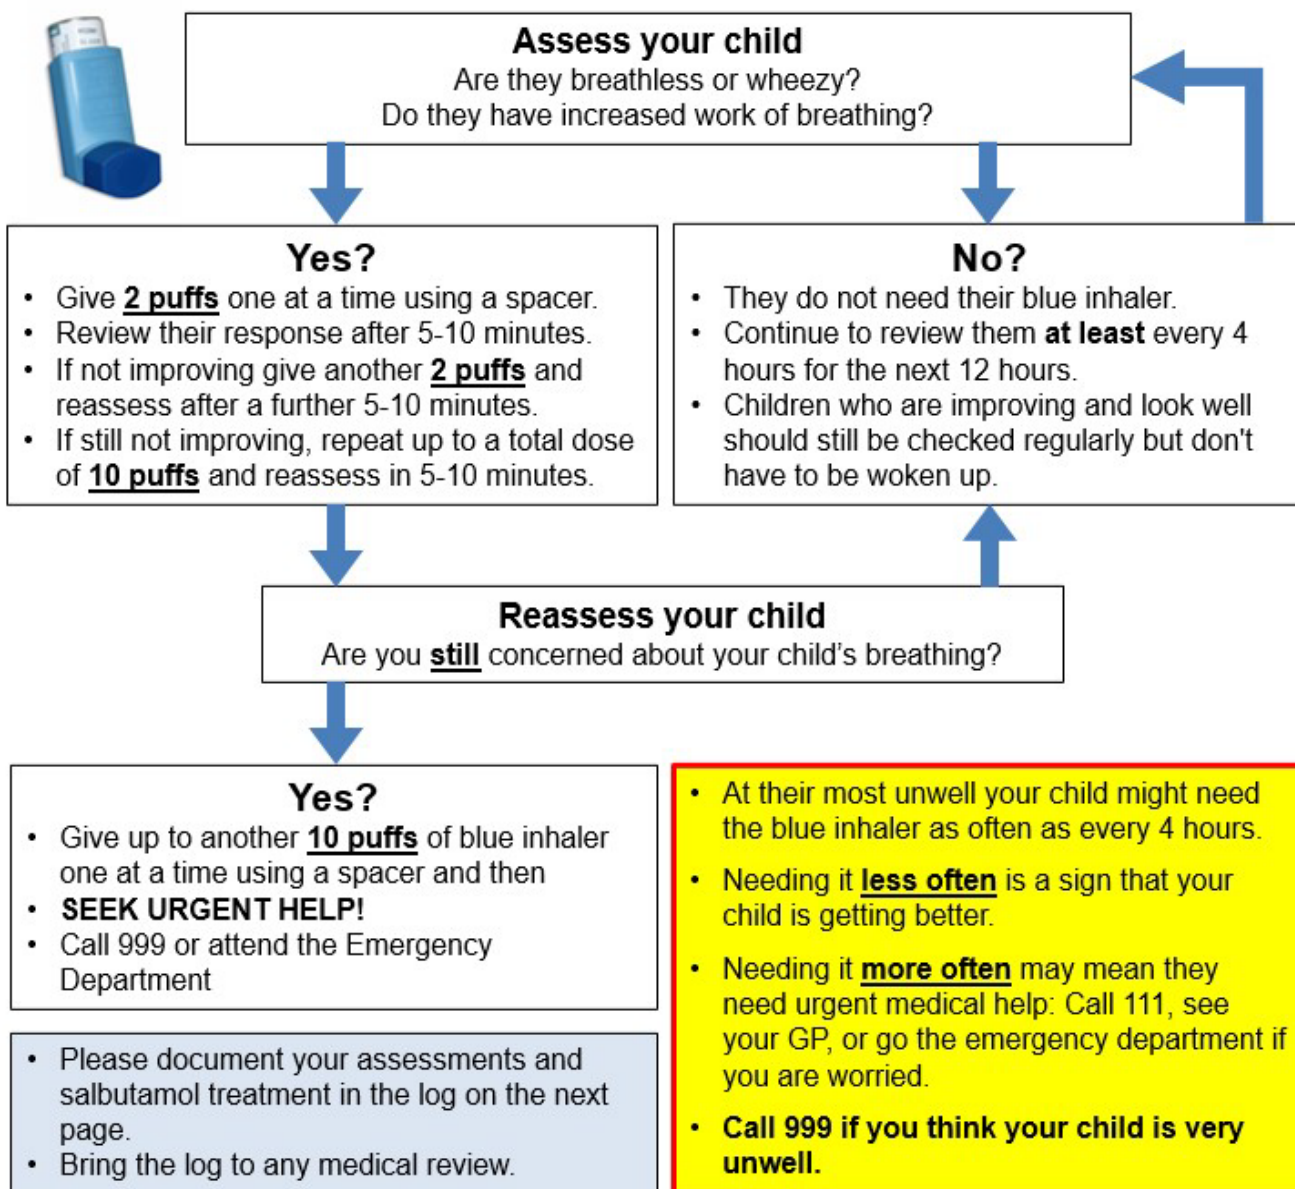 Assess your child
Are they breathless or wheezy?
Do they have increased work of breathing?
Yes?
• Give 2 puffs one at a time using a spacer.
• Review their response after 5-10 minutes.
• If not improving give another 2 puffs and
reassess after a further 5-10 minutes.
• If still not improving, repeat up to a total dose
of 10 puffs and reassess in 5-10 minutes.
No?
• They do not need their blue inhaler.
• Continue to review them at least every 4
hours for the next 12 hours.
• Children who are improving and look well
should still be checked regularly but don't
have to be woken up.
Reassess your child
Are you still concerned about your child’s breathing?
Yes?
• Give up to another 10 puffs of blue inhaler
one at a time using a spacer and then
• SEEK URGENT HELP!
• Call 999 or attend the Emergency
Department
• Please document your assessments and
salbutamol treatment in the log on the next
page.
• Bring the log to any medical review.
• At their most unwell your child might need
the blue inhaler as often as every 4 hours.
• Needing it less often is a sign that your
child is getting better.
• Needing it more often may mean they
need urgent medical help: Call 111, see
your GP, or go the emergency department if
you are worried.
• Call 999 if you think your child is very
unwell.